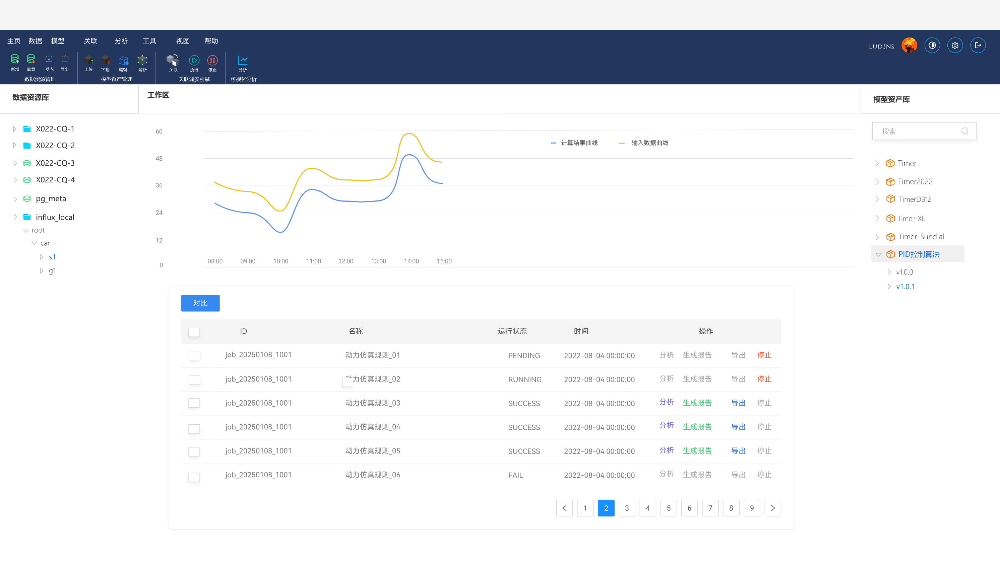 主页 数据 模型 关联 分析 工具 视图 帮助
Lud3ns
新增 卸载 导入 导出 上传 下载 编辑 解析 关联 执行 停止 分析
数据资源管理 模型资产管理 关联调度引擎 可视化分析
数据资源库
X022-CQ-1
X022-CQ-2
X022-CQ-3
X022-CQ-4
pg_meta
influx_local
root
car
s1
g1
工作区
计算结果曲线 输入数据曲线
60
48
36
24
12
0
08:00 09:00 10:00 11:00 12:00 13:00 14:00 15:00
对比
ID 名称 运行状态 时间 操作
job_20250108_1001 动力仿真规则_01 PENDING 2022-08-04 00:00;00 分析 生成报告 导出 停止
job_20250108_1001 动力仿真规则_02 RUNNING 2022-08-04 00:00;00 分析 生成报告 导出 停止
job_20250108_1001 动力仿真规则_03 SUCCESS 2022-08-04 00:00;00 分析 生成报告 导出 停止
job_20250108_1001 动力仿真规则_04 SUCCESS 2022-08-04 00:00;00 分析 生成报告 导出 停止
job_20250108_1001 动力仿真规则_05 SUCCESS 2022-08-04 00:00;00 分析 生成报告 导出 停止
job_20250108_1001 动力仿真规则_06 FAIL 2022-08-04 00:00;00 分析 生成报告 导出 停止
1 2 3 4 5 6 7 8 9
模型资产库
搜索
Timer
Timer2022
TimerDB12
Timer-XL
Timer-Sundial
PID控制算法
v1.0.0
v1.0.1